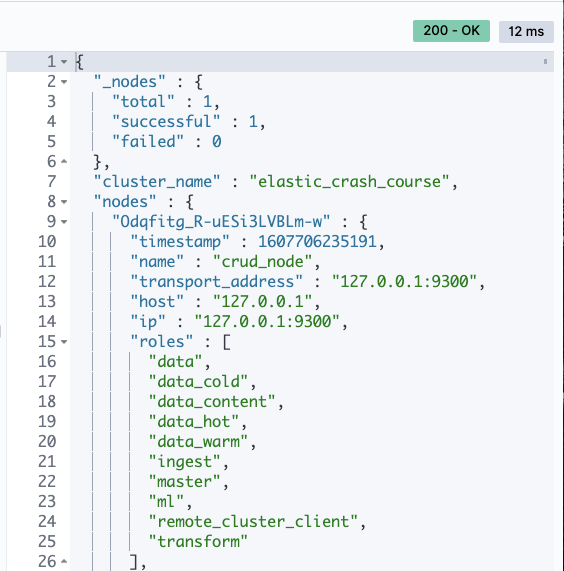 200 - OK 12 ms
1 {
2 "_nodes" : {
3 "total" : 1,
4 "successful" : 1,
5 "failed" : 0
6 },
7 "cluster_name" : "elastic_crash_course",
8 "nodes" : {
9 "Odqfitg_R-uESi3LVBLm-w" : {
10 "timestamp" : 1607706235191,
11 "name" : "crud_node",
12 "transport_address" : "127.0.0.1:9300",
13 "host" : "127.0.0.1",
14 "ip" : "127.0.0.1:9300",
15 "roles" : [
16 "data",
17 "data_cold",
18 "data_content",
19 "data_hot",
20 "data_warm",
21 "ingest",
22 "master",
23 "ml",
24 "remote_cluster_client",
25 "transform"
26 ],